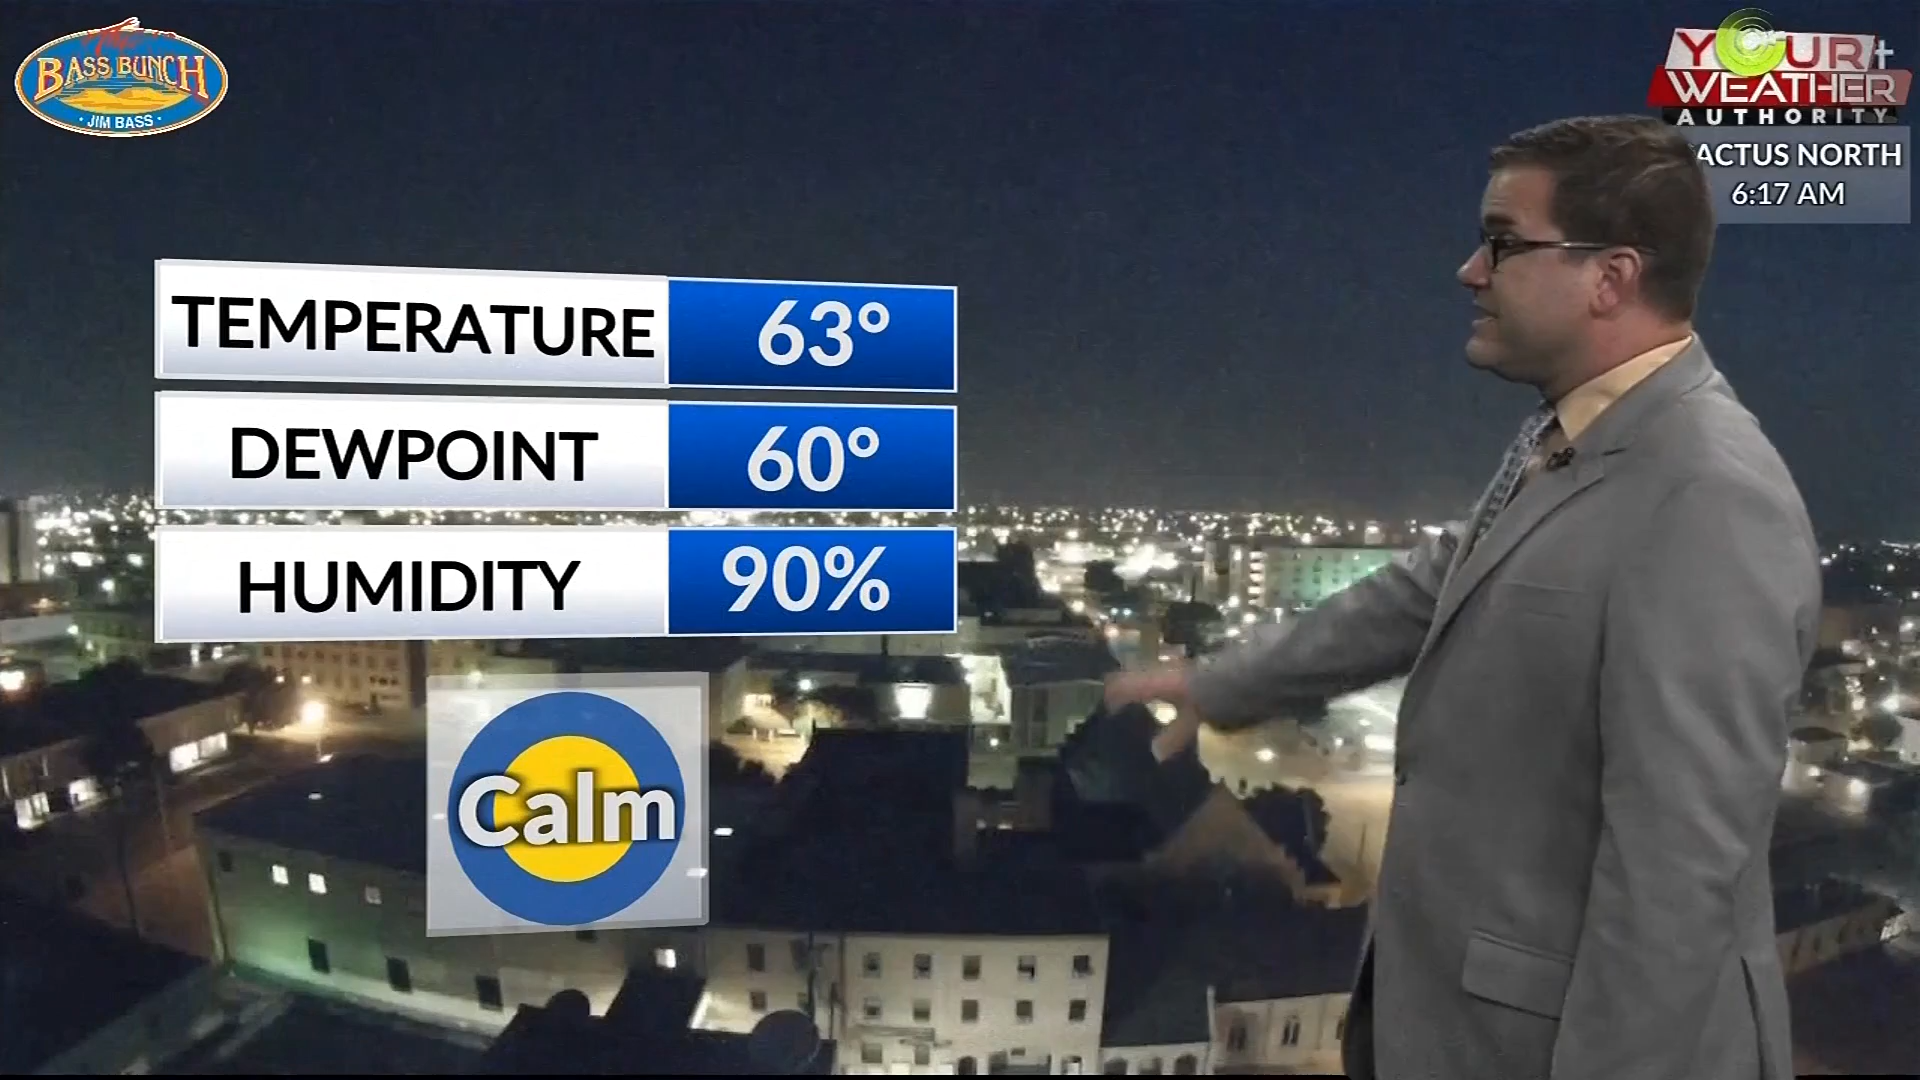 The
BASS BUNCH
· JIM BASS ·
YOUR
WEATHER
AUTHORITY
ACTUS NORTH
6:17 AM
TEMPERATURE 63°
DEWPOINT 60°
HUMIDITY 90%
Calm